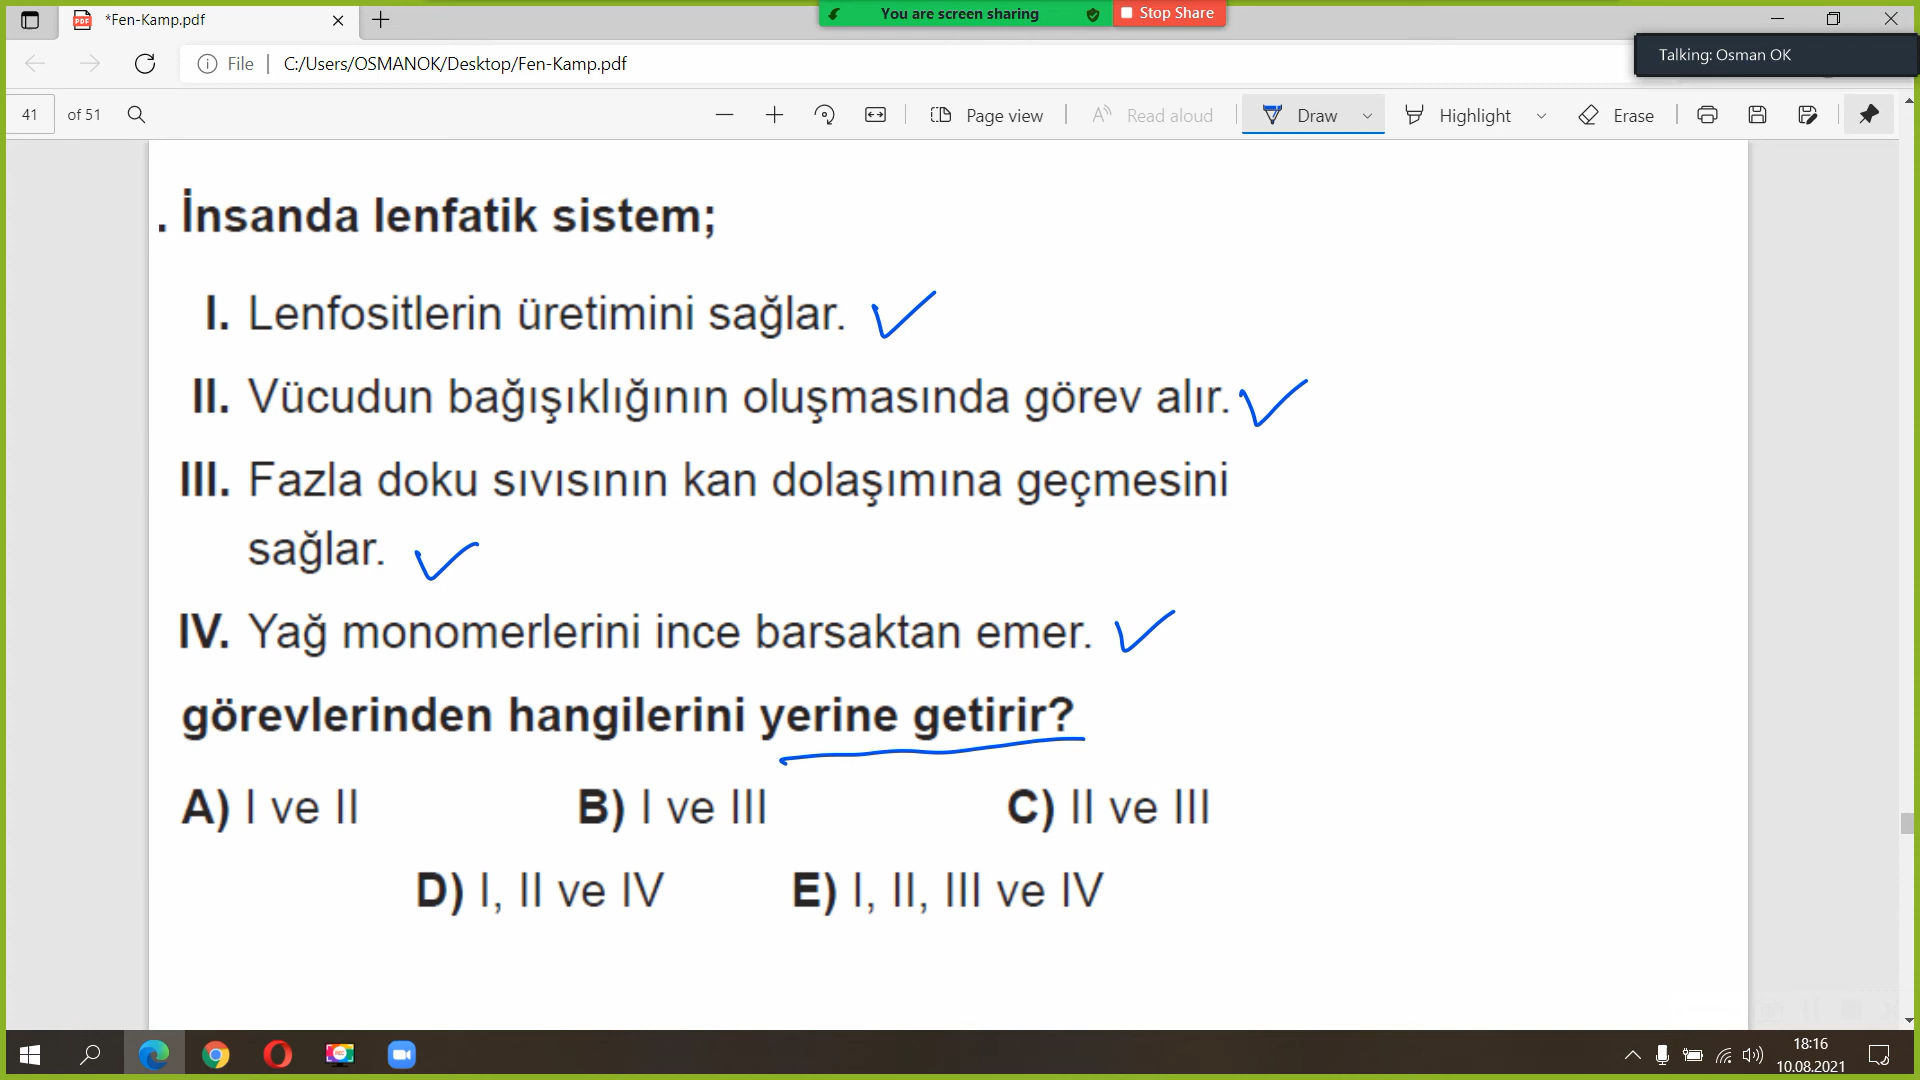 *Fen-Kamp.pdf
You are screen sharing
Stop Share
Talking: Osman OK
File
C:/Users/OSMANOK/Desktop/Fen-Kamp.pdf
41 of 51
Page view
Read aloud
Draw
Highlight
Erase
. İnsanda lenfatik sistem;
I. Lenfositlerin üretimini sağlar.
II. Vücudun bağışıklığının oluşmasında görev alır.
III. Fazla doku sıvısının kan dolaşımına geçmesini
sağlar.
IV. Yağ monomerlerini ince barsaktan emer.
görevlerinden hangilerini yerine getirir?
A) I ve II B) I ve III C) II ve III
D) I, II ve IV E) I, II, III ve IV
18:16
10.08.2021